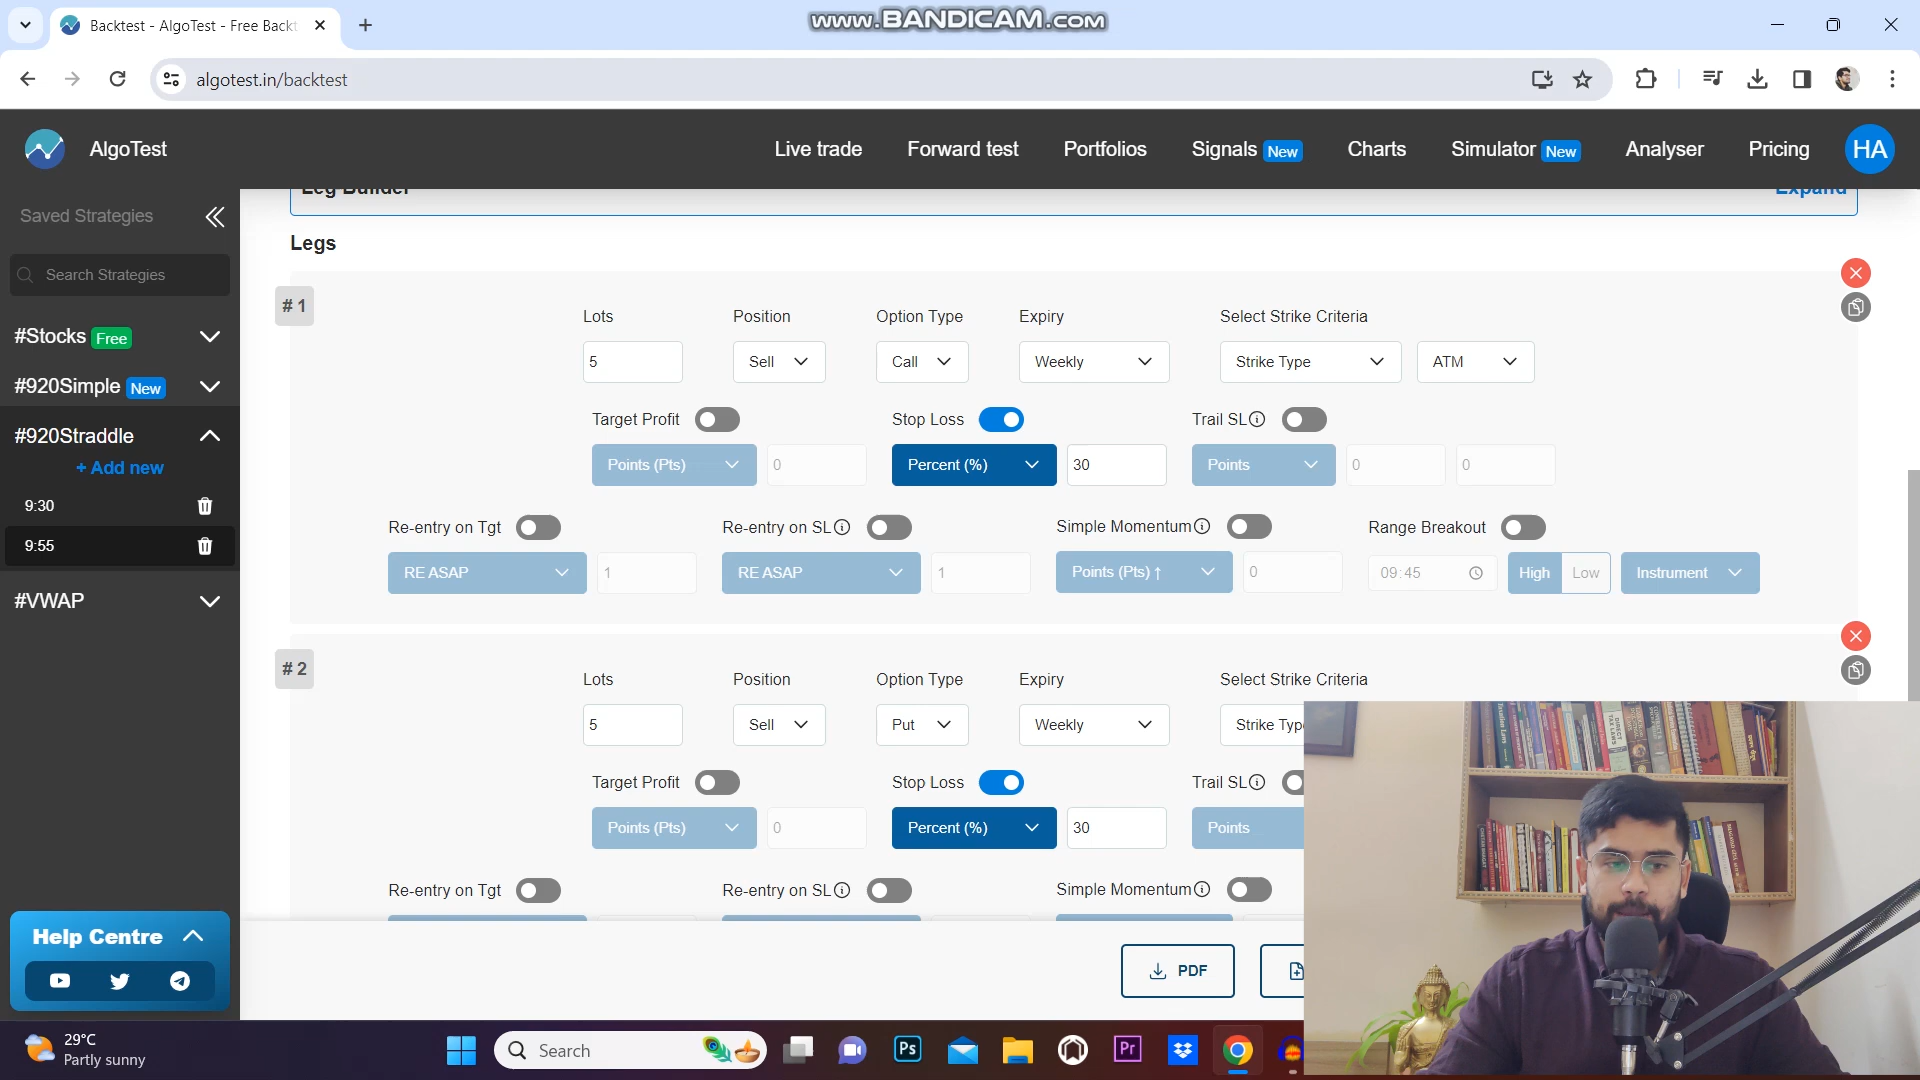 Backtest - AlgoTest - Free Backt
www.BANDICAM.com
algotest.in/backtest
AlgoTest
Live trade
Forward test
Portfolios
Signals New
Charts
Simulator New
Analyser
Pricing
HA
Saved Strategies
Search Strategies
#Stocks Free
#920Simple New
#920Straddle
+ Add new
9:30
9:55
#VWAP
Help Centre
Leg Builder
Expand
Legs
# 1
Lots Position Option Type Expiry Select Strike Criteria
5 Sell Call Weekly Strike Type ATM
Target Profit Stop Loss Trail SL
Points (Pts) 0 Percent (%) 30 Points 0 0
Re-entry on Tgt Re-entry on SL Simple Momentum Range Breakout
RE ASAP 1 RE ASAP 1 Points (Pts) ↑ 0 09:45 High Low Instrument
# 2
Lots Position Option Type Expiry Select Strike Criteria
5 Sell Put Weekly Strike Type
Target Profit Stop Loss Trail SL
Points (Pts) 0 Percent (%) 30 Points
Re-entry on Tgt Re-entry on SL Simple Momentum
PDF
29°C
Partly sunny
Search
Ps
Pr